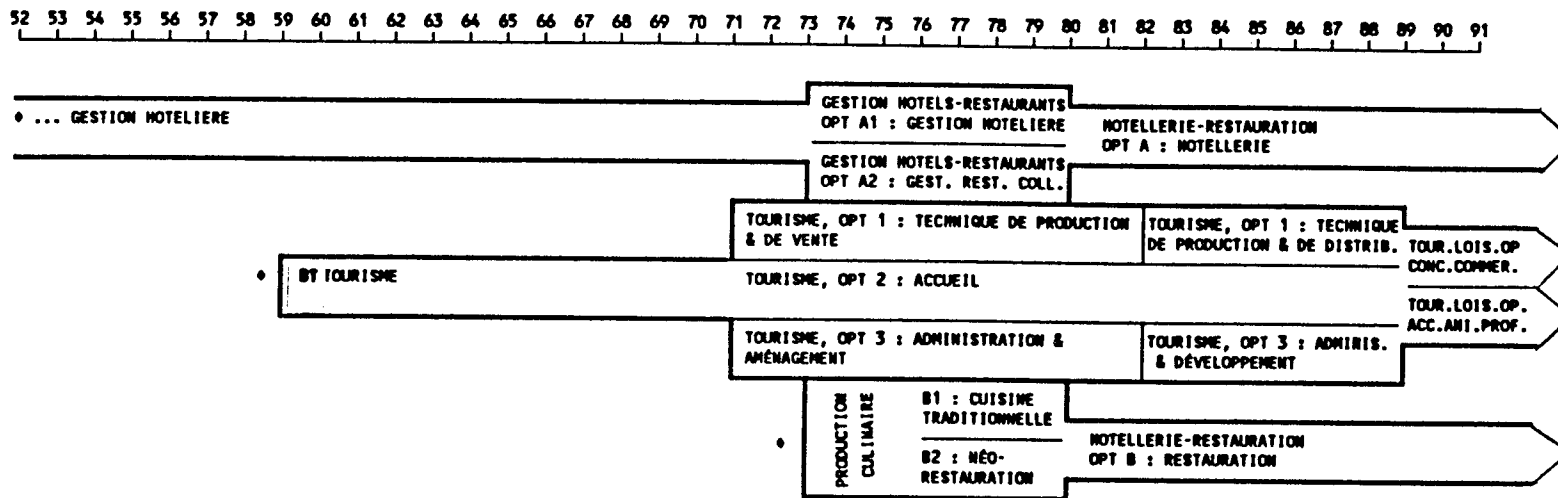 52 53 54 55 56 57 58 59 60 61 62 63 64 65 66 67 68 69 70 71 72 73 74 75 76 77 78 79 80 81 82 83 84 85 86 87 88 89 90 91
GESTION HOTELS-RESTAURANTS
OPT A1 : GESTION HOTELIERE
♦ ... GESTION HOTELIERE
HOTELLERIE-RESTAURATION
OPT A : HOTELLERIE
GESTION HOTELS-RESTAURANTS
OPT A2 : GEST. REST. COLL.
TOURISME, OPT 1 : TECHNIQUE DE PRODUCTION
& DE VENTE
TOURISME, OPT 1 : TECHNIQUE
DE PRODUCTION & DE DISTRIB.
TOUR.LOIS.OP
CONC.COMMER.
♦ BT TOURISME
TOURISME, OPT 2 : ACCUEIL
TOUR.LOIS.OP.
ACC.ANI.PROF.
TOURISME, OPT 3 : ADMINISTRATION &
AMÉNAGEMENT
TOURISME, OPT 3 : ADMINIS.
& DÉVELOPPEMENT
♦ PRODUCTION
CULINAIRE
B1 : CUISINE
TRADITIONNELLE
B2 : NÉO-
RESTAURATION
HOTELLERIE-RESTAURATION
OPT B : RESTAURATION